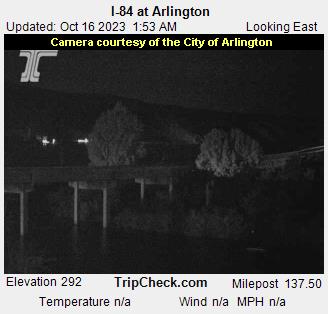 I-84 at Arlington
Updated: Oct 16 2023 1:53 AM Looking East
Camera courtesy of the City of Arlington
Elevation 292 TripCheck.com Milepost 137.50
Temperature n/a Wind n/a MPH n/a